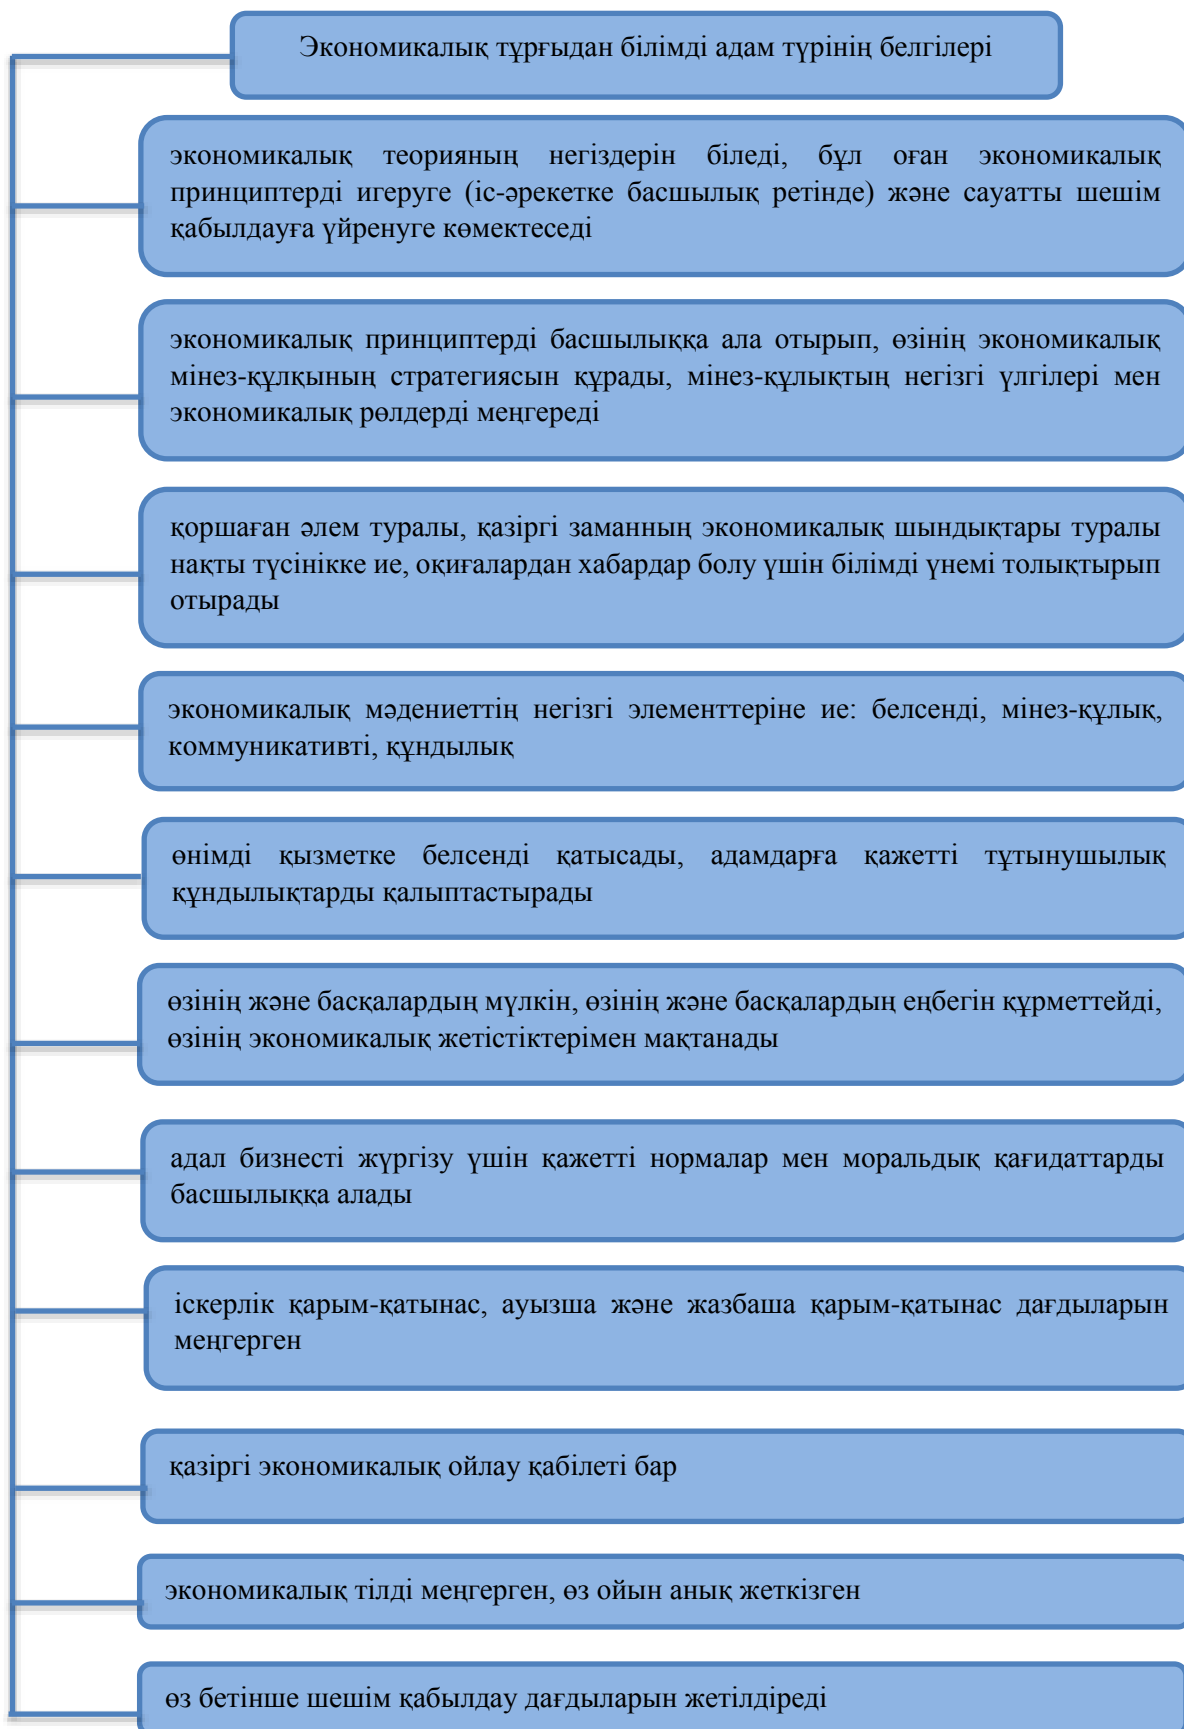 Экономикалық тұрғыдан білімді адам түрінің белгілері
экономикалық теорияның негіздерін біледі, бұл оған экономикалық
принциптерді игеруге (іс-әрекетке басшылық ретінде) және сауатты шешім
қабылдауға үйренуге көмектеседі
экономикалық принциптерді басшылыққа ала отырып, өзінің экономикалық
мінез-құлқының стратегиясын құрады, мінез-құлықтың негізгі үлгілері мен
экономикалық рөлдерді меңгереді
қоршаған әлем туралы, қазіргі заманның экономикалық шындықтары туралы
нақты түсінікке ие, оқиғалардан хабардар болу үшін білімді үнемі толықтырып
отырады
экономикалық мәдениеттің негізгі элементтеріне ие: белсенді, мінез-құлық,
коммуникативті, құндылық
өнімді қызметке белсенді қатысады, адамдарға қажетті тұтынушылық
құндылықтарды қалыптастырады
өзінің және басқалардың мүлкін, өзінің және басқалардың еңбегін құрметтейді,
өзінің экономикалық жетістіктерімен мақтанады
адал бизнесті жүргізу үшін қажетті нормалар мен моральдық қағидаттарды
басшылыққа алады
іскерлік қарым-қатынас, ауызша және жазбаша қарым-қатынас дағдыларын
меңгерген
қазіргі экономикалық ойлау қабілеті бар
экономикалық тілді меңгерген, өз ойын анық жеткізген
өз бетінше шешім қабылдау дағдыларын жетілдіреді